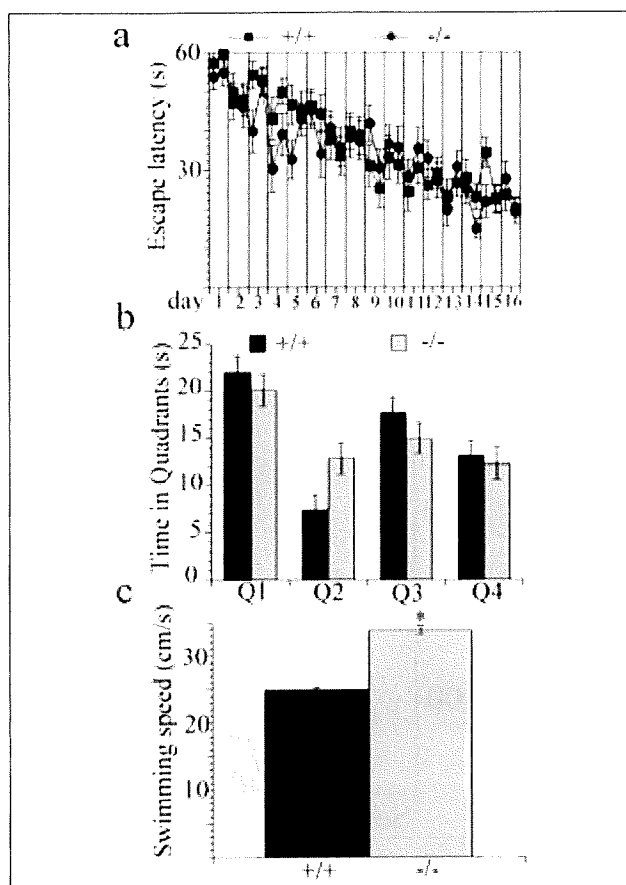 a
+/+ -/-
Escape latency (s)
60
30
day 1 2 3 4 5 6 7 8 9 10 11 12 13 14 15 16
b
+/+ -/-
Time in Quadrants (s)
25
20
15
10
5
0
Q1 Q2 Q3 Q4
c
*
Swimming speed (cm/s)
30
20
10
+/+ -/-